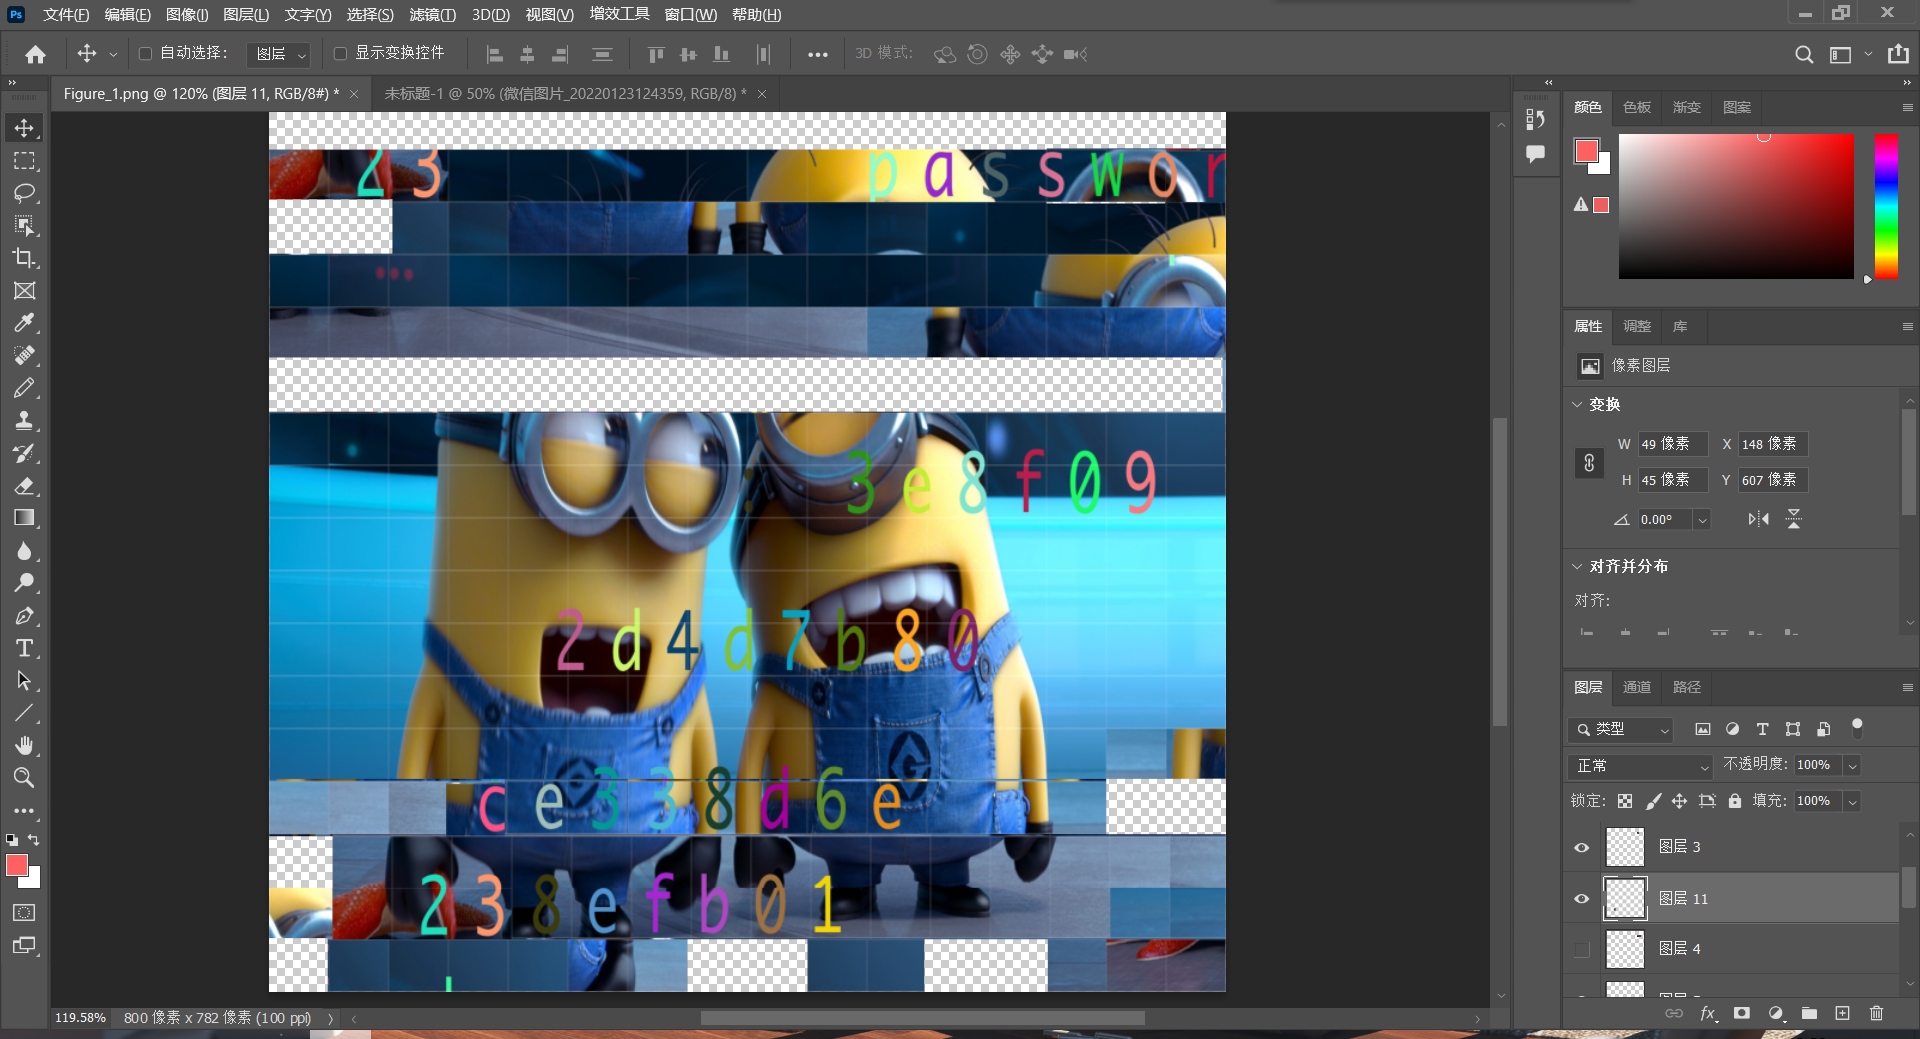 Ps 文件(F) 编辑(E) 图像(I) 图层(L) 文字(Y) 选择(S) 滤镜(T) 3D(D) 视图(V) 增效工具 窗口(W) 帮助(H)
自动选择： 图层 显示变换控件 3D 模式：
Figure_1.png @ 120% (图层 11, RGB/8#) * × 未标题-1 @ 50% (微信图片_20220123124359, RGB/8) * ×
2 3 p a s s w o r
: 3 e 8 f 0 9
2 d 4 d 7 b 8 0
G
c e 3 3 8 d 6 e
2 3 8 e f b 0 1
119.58% 800 像素 x 782 像素 (100 ppi)
颜色 色板 渐变 图案
属性 调整 库
像素图层
变换
W 49 像素 X 148 像素
H 45 像素 Y 607 像素
0.00°
对齐并分布
对齐：
图层 通道 路径
类型
正常 不透明度： 100%
锁定： 填充： 100%
图层 3
图层 11
图层 4
fx